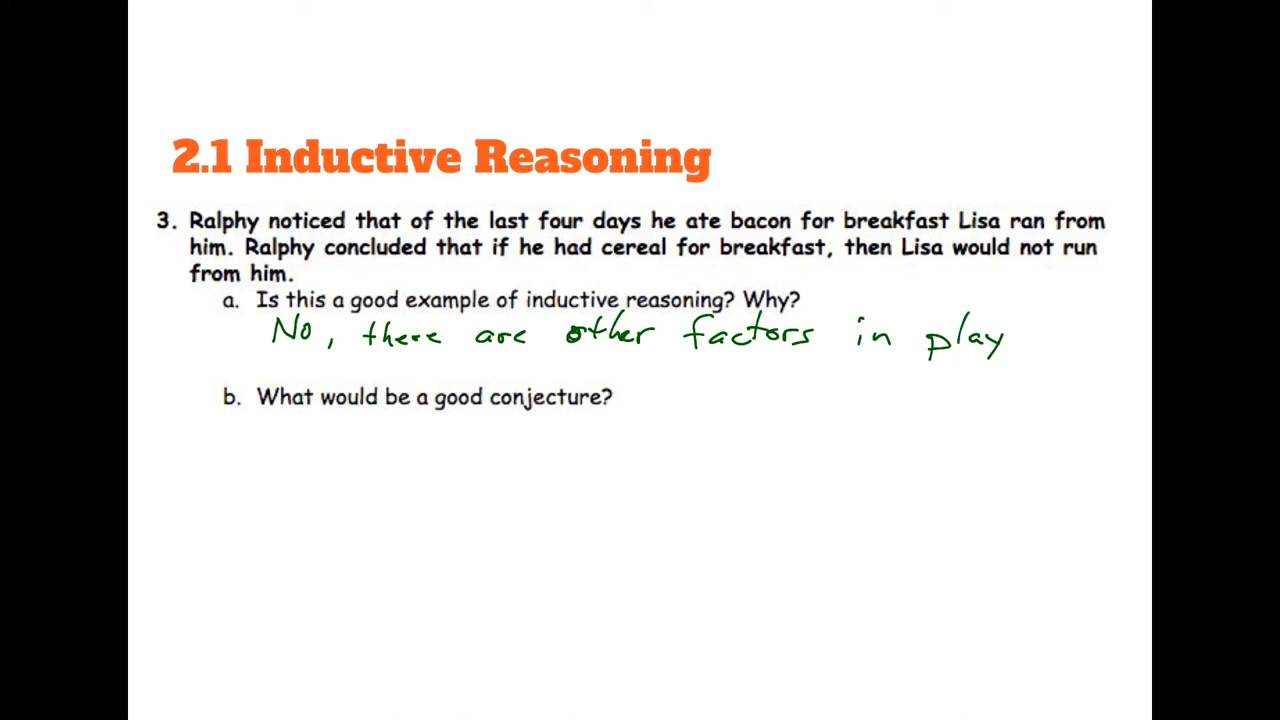 2.1 Inductive Reasoning
3. Ralphy noticed that of the last four days he ate bacon for breakfast Lisa ran from
him. Ralphy concluded that if he had cereal for breakfast, then Lisa would not run
from him.
a. Is this a good example of inductive reasoning? Why?
No, there are other factors in play
b. What would be a good conjecture?